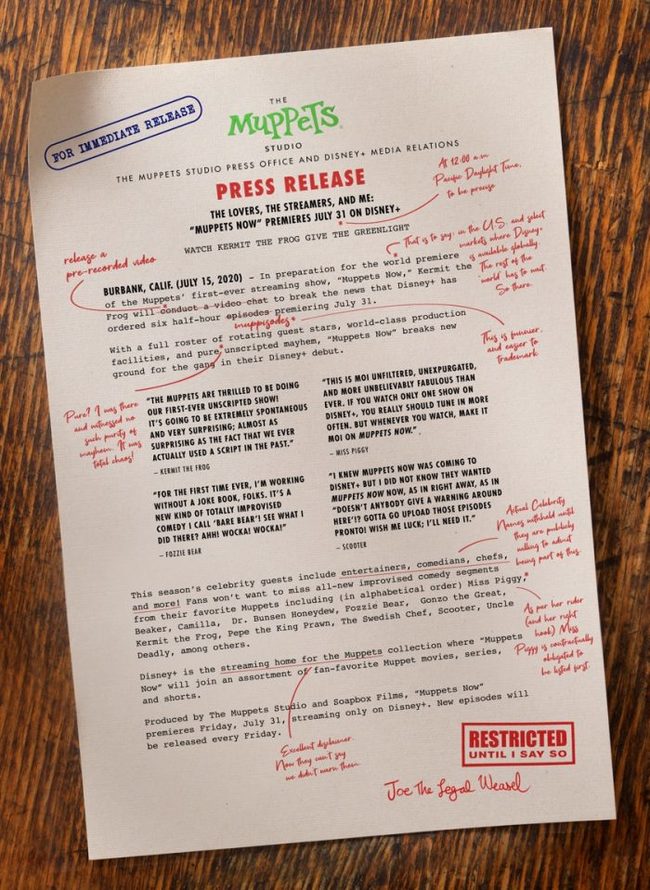 FOR IMMEDIATE RELEASE
THE
MuppeTs
STUDIO
THE MUPPETS STUDIO PRESS OFFICE AND DISNEY+ MEDIA RELATIONS
PRESS RELEASE
THE LOVERS, THE STREAMERS, AND ME:
“MUPPETS NOW” PREMIERES JULY 31 ON DISNEY+
WATCH KERMIT THE FROG GIVE THE GREENLIGHT
At 12:00 a.m.
Pacific Daylight Time,
to be precise
release a
pre-recorded video
That is to say: in the U.S. and select
markets where Disney+
is available globally.
The rest of the
'world' has to wait.
So there.
BURBANK, CALIF. (JULY 15, 2020) – In preparation for the world premiere
of the Muppets’ first-ever streaming show, “Muppets Now,” Kermit the
Frog will conduct a video chat to break the news that Disney+ has
ordered six half-hour episodes premiering July 31.
muppisodes
With a full roster of rotating guest stars, world-class production
facilities, and pure unscripted mayhem, “Muppets Now” breaks new
ground for the gang in their Disney+ debut.
This is funnier.
and easier to
trademark
Pure? I was there
and witnessed no
such purity of
mayhem. It was
total chaos!
“THE MUPPETS ARE THRILLED TO BE DOING
OUR FIRST-EVER UNSCRIPTED SHOW!
IT’S GOING TO BE EXTREMELY SPONTANEOUS
AND VERY SURPRISING; ALMOST AS
SURPRISING AS THE FACT THAT WE EVER
ACTUALLY USED A SCRIPT IN THE PAST.”
– KERMIT THE FROG
“THIS IS MOI UNFILTERED, UNEXPURGATED,
AND MORE UNBELIEVABLY FABULOUS THAN
EVER. IF YOU WATCH ONLY ONE SHOW ON
DISNEY+, YOU REALLY SHOULD TUNE IN MORE
OFTEN. BUT WHENEVER YOU WATCH, MAKE IT
MOI ON MUPPETS NOW.”
– MISS PIGGY
“FOR THE FIRST TIME EVER, I’M WORKING
WITHOUT A JOKE BOOK, FOLKS. IT’S A
NEW KIND OF TOTALLY IMPROVISED
COMEDY I CALL ‘BARE BEAR’! SEE WHAT I
DID THERE? AHH! WOCKA! WOCKA!”
– FOZZIE BEAR
“I KNEW MUPPETS NOW WAS COMING TO
DISNEY+ BUT I DID NOT KNOW THEY WANTED
MUPPETS NOW NOW, AS IN RIGHT AWAY, AS IN
“DOESN’T ANYBODY GIVE A WARNING AROUND
HERE’!? GOTTA GO UPLOAD THOSE EPISODES
PRONTO! WISH ME LUCK; I’LL NEED IT.”
– SCOOTER
Actual Celebrity
Names withheld until
they are publicly
willing to admit
being part of this.
This season’s celebrity guests include entertainers, comedians, chefs,
and more! Fans won’t want to miss all-new improvised comedy segments
from their favorite Muppets including (in alphabetical order) Miss Piggy,*
Beaker, Camilla, Dr. Bunsen Honeydew, Fozzie Bear, Gonzo the Great,
Kermit the Frog, Pepe the King Prawn, The Swedish Chef, Scooter, Uncle
Deadly, among others.
As per her rider
(and her right
hook) Miss
Piggy is contractually
obligated to
be listed first.
Disney+ is the streaming home for the Muppets collection where “Muppets
Now” will join an assortment of fan-favorite Muppet movies, series,
and shorts.
Produced by The Muppets Studio and Soapbox Films, “Muppets Now”
premieres Friday, July 31, streaming only on Disney+. New episodes will
be released every Friday.
Excellent disclaimer.
Now they can't say
we didn't warn them.
RESTRICTED
UNTIL I SAY SO
Joe The Legal Weasel